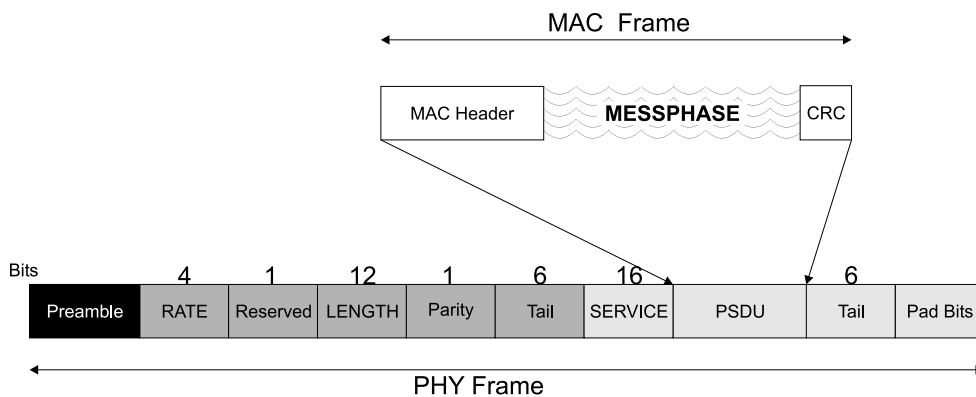 MAC Frame
MAC Header MESSPHASE CRC
Bits 4 1 12 1 6 16 6
Preamble RATE Reserved LENGTH Parity Tail SERVICE PSDU Tail Pad Bits
PHY Frame